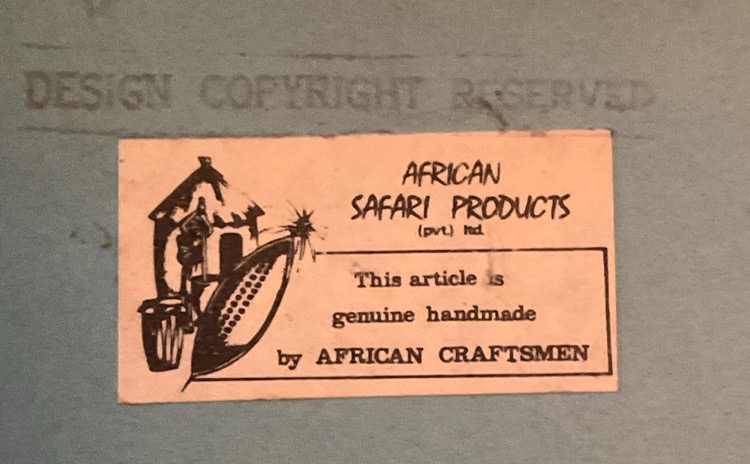 DESIGN COPYRIGHT RESERVED
AFRICAN
SAFARI PRODUCTS
(pvt.) ltd.
This article is
genuine handmade
by AFRICAN CRAFTSMEN